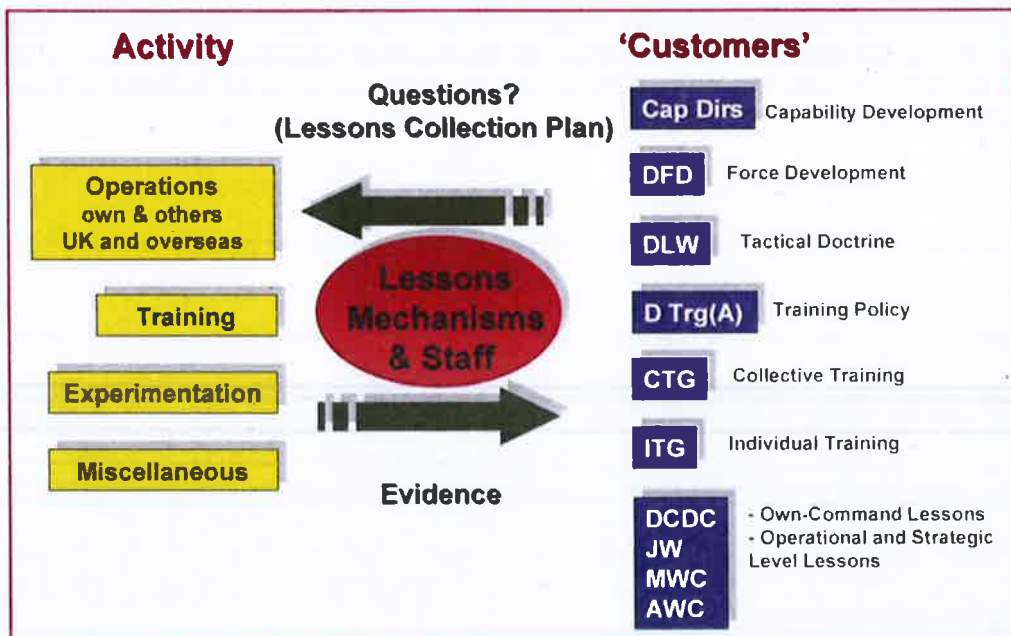 Activity
'Customers'
Questions?
(Lessons Collection Plan)
Operations
own & others
UK and overseas
Training
Experimentation
Miscellaneous
Lessons
Mechanisms
& Staff
Evidence
Cap Dirs Capability Development
DFD Force Development
DLW Tactical Doctrine
D Trg(A) Training Policy
CTG Collective Training
ITG Individual Training
DCDC
JW
MWC
AWC
- Own-Command Lessons
- Operational and Strategic
Level Lessons